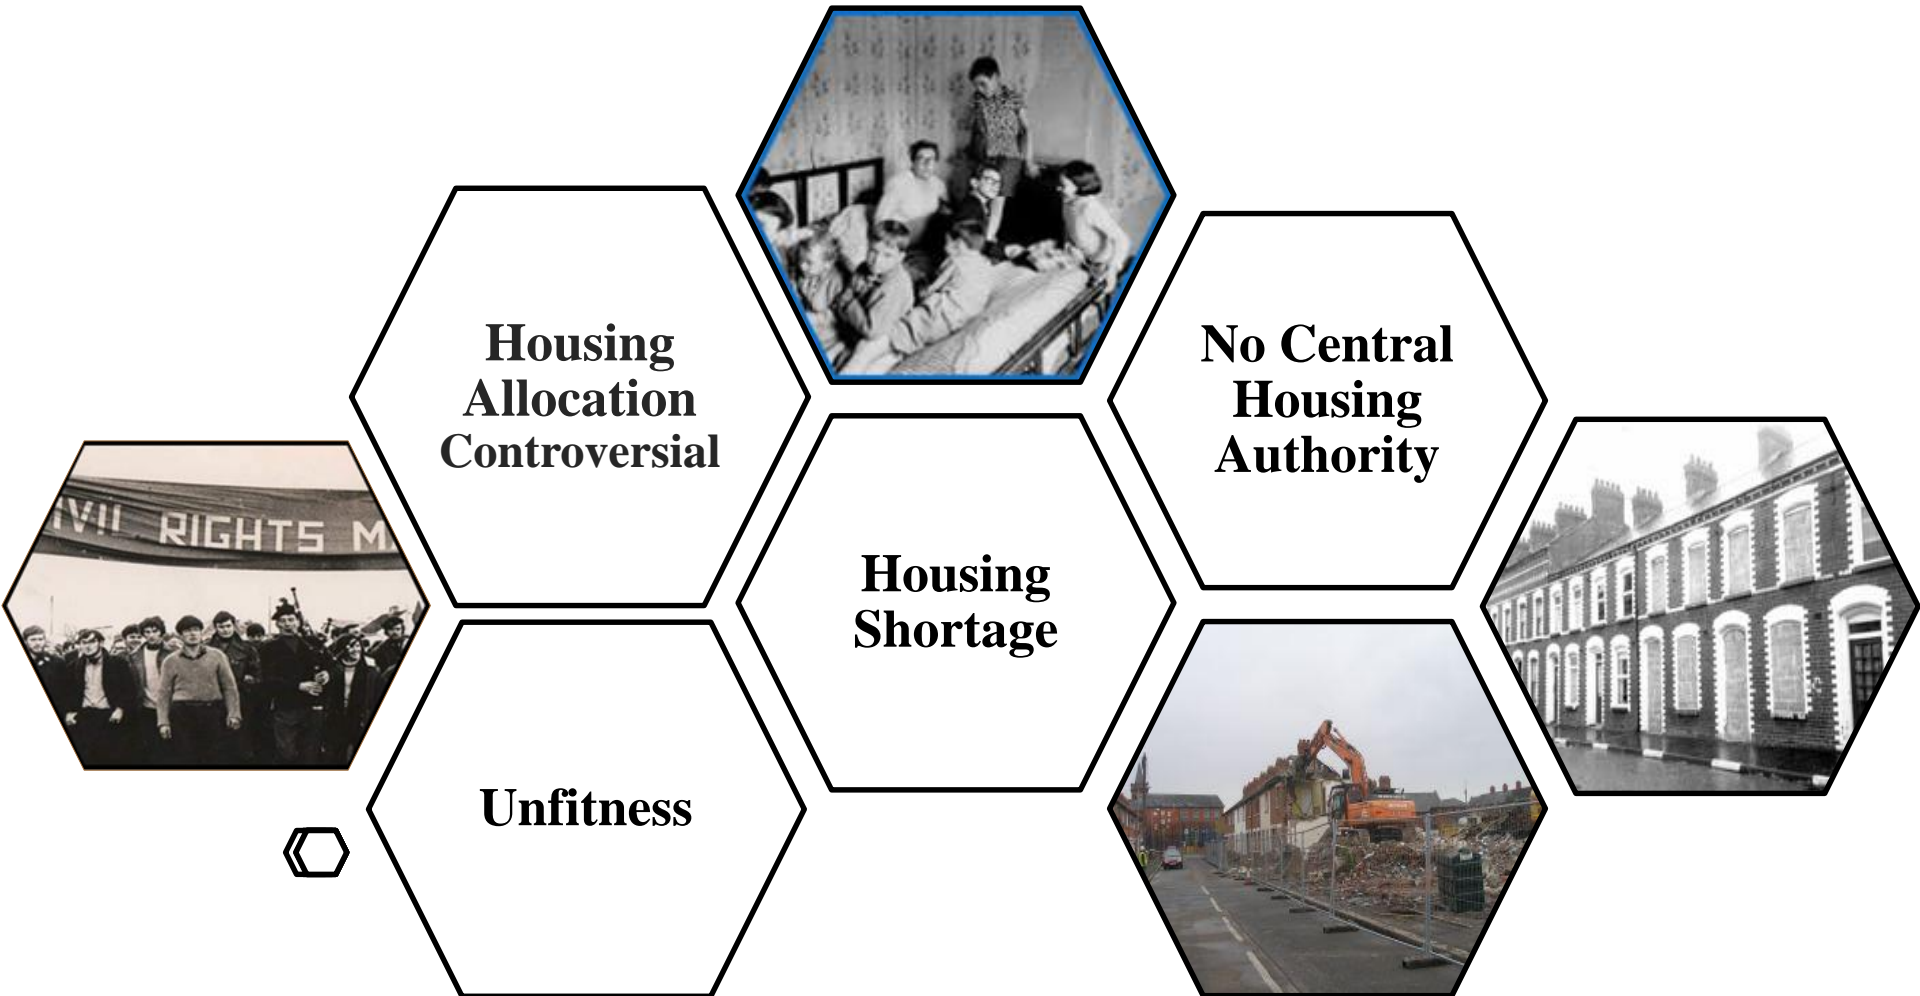 Housing
Allocation
Controversial
No Central
Housing
Authority
IVIL RIGHTS M
Housing
Shortage
Unfitness